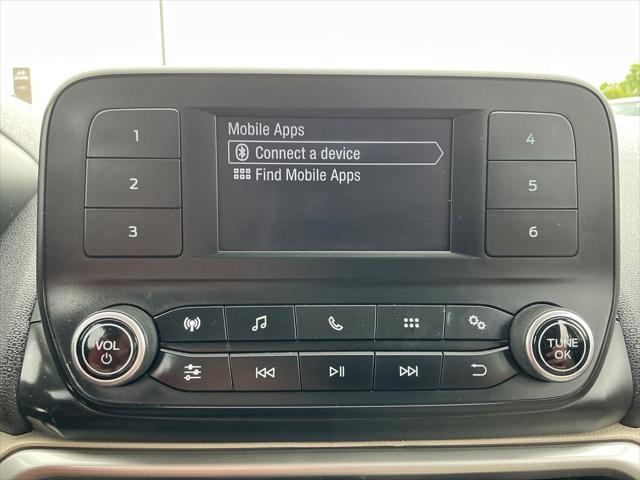 Mobile Apps
Connect a device
Find Mobile Apps
1
2
3
4
5
6
VOL
TUNE
OK